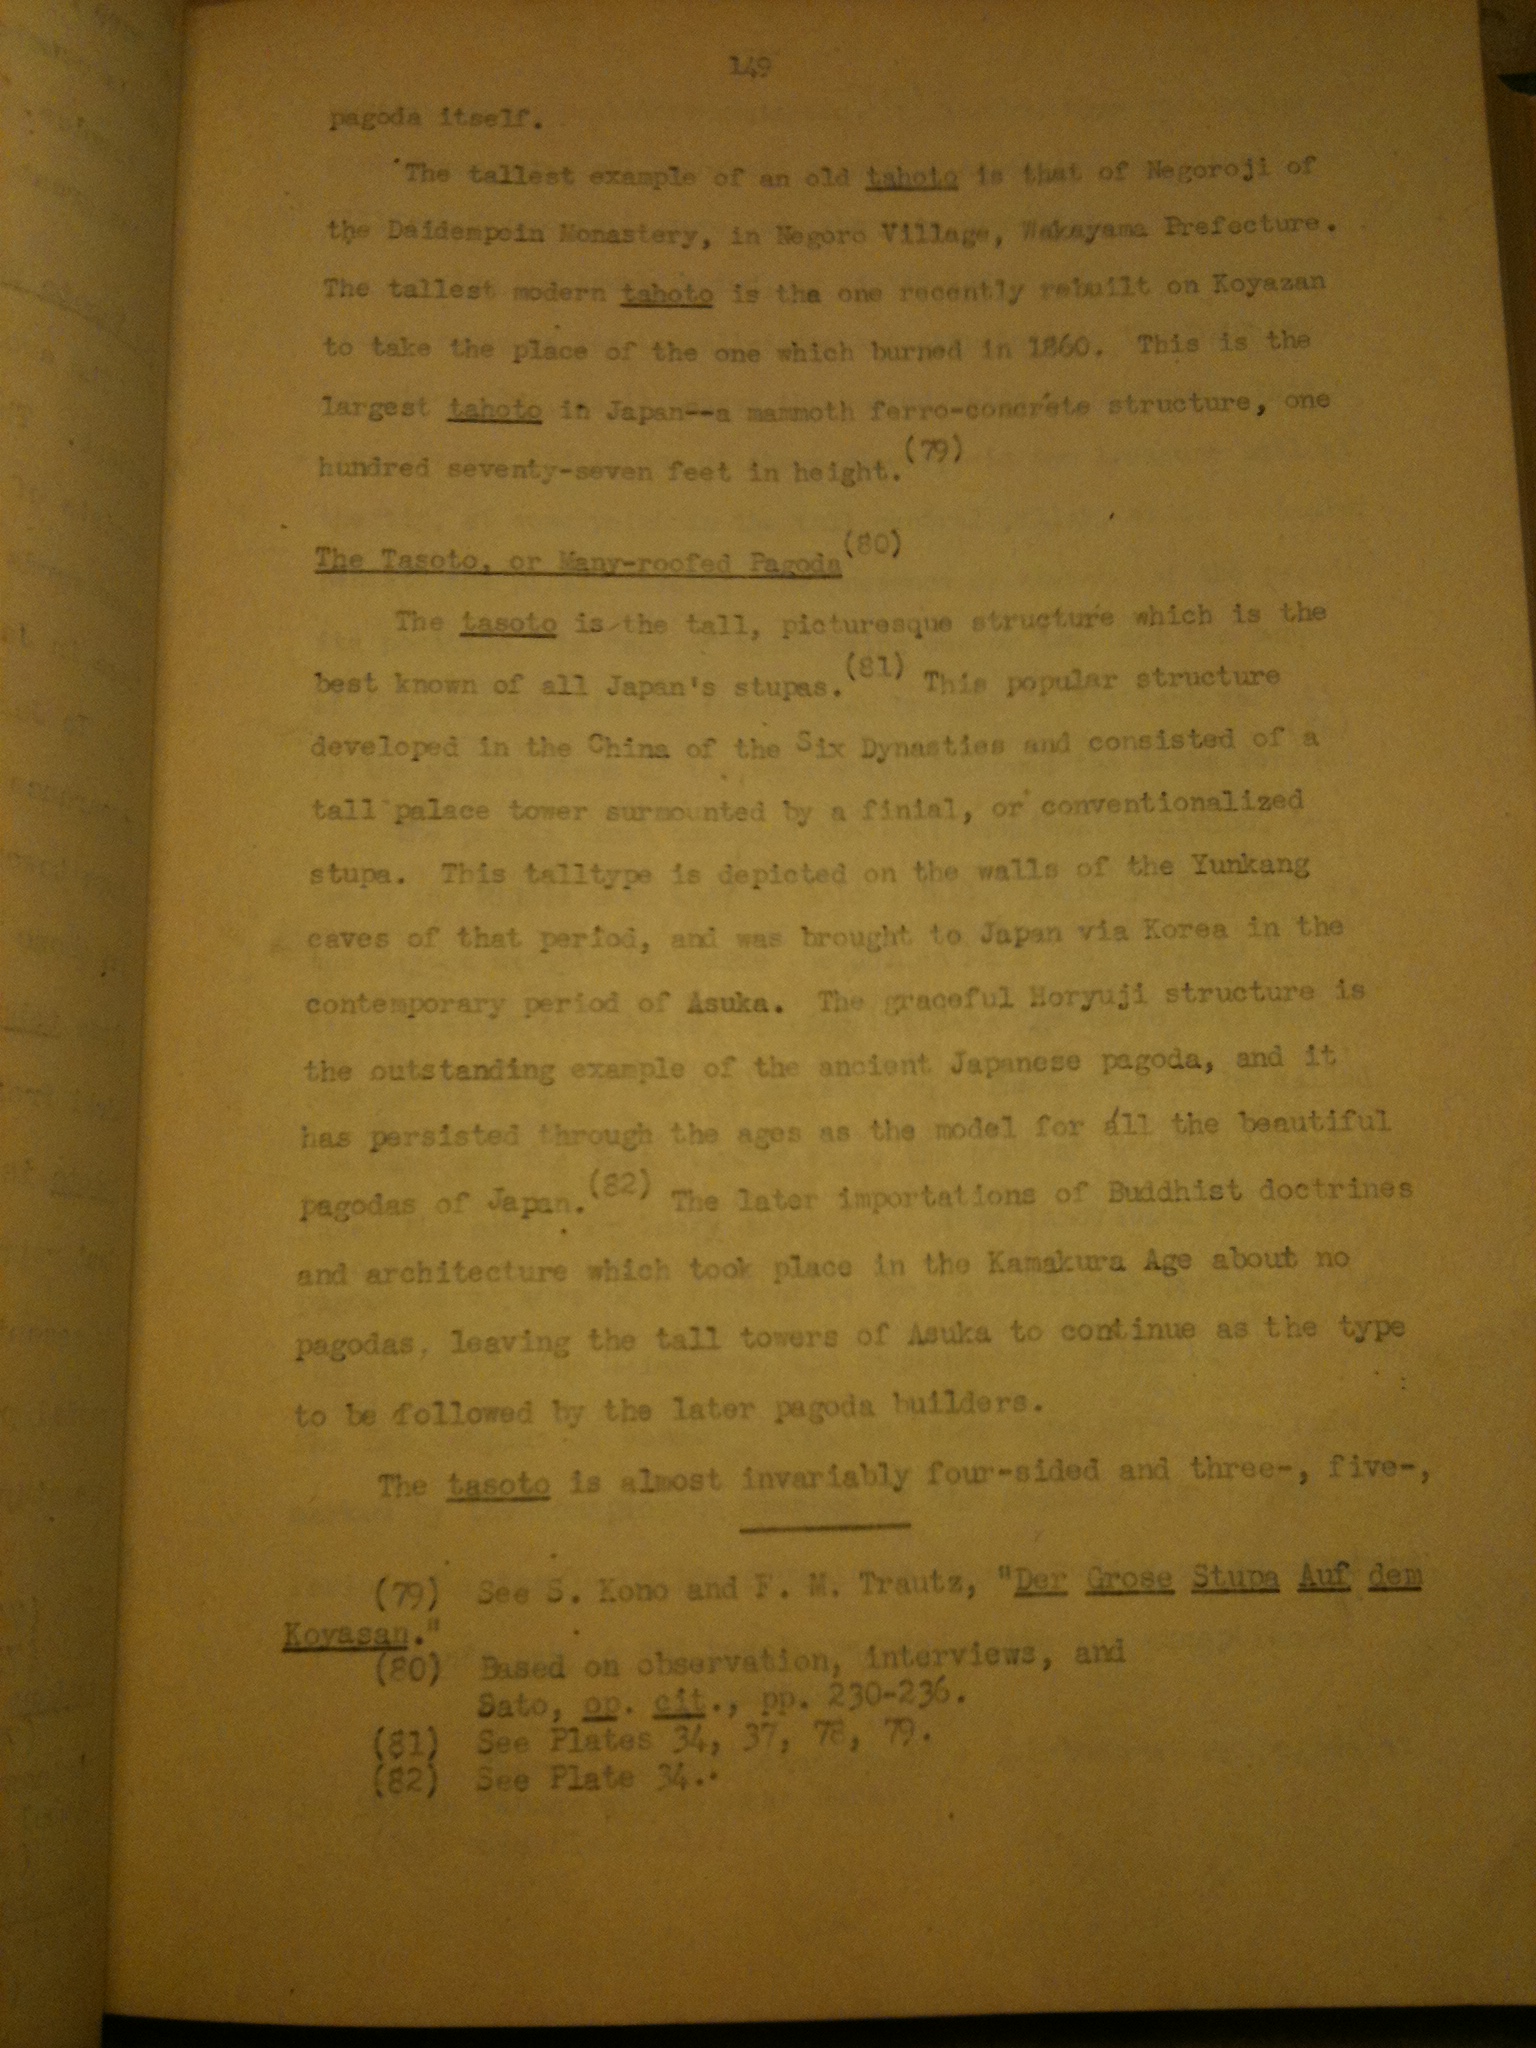 149
pagoda itself.
The tallest example of an old tahoto is that of Negoroji of
the Daidempoin Monastery, in Negoro Village, Wakayama Prefecture.
The tallest modern tahoto is tha one recently rebuilt on Koyazan
to take the place of the one which burned in 1860. This is the
largest tahoto in Japan--a mammoth ferro-concrete structure, one
hundred seventy-seven feet in height.(79)
The Tasoto, or Many-roofed Pagoda(80)
The tasoto is the tall, picturesque structure which is the
best known of all Japan's stupas.(81) This popular structure
developed in the China of the Six Dynasties and consisted of a
tall palace tower surmounted by a finial, or conventionalized
stupa. This talltype is depicted on the walls of the Yunkang
caves of that period, and was brought to Japan via Korea in the
contemporary period of Asuka. The graceful Horyuji structure is
the outstanding example of the ancient Japanese pagoda, and it
has persisted through the ages as the model for all the beautiful
pagodas of Japan.(82) The later importations of Buddhist doctrines
and architecture which took place in the Kamakura Age about no
pagodas, leaving the tall towers of Asuka to continue as the type
to be followed by the later pagoda builders.
The tasoto is almost invariably four-sided and three-, five-,
(79) See S. Kono and F. M. Trautz, "Der Grose Stupa Auf dem
Koyasan."
(80) Based on observation, interviews, and
Sato, op. cit., pp. 230-236.
(81) See Plates 34, 37, 78, 79.
(82) See Plate 34.